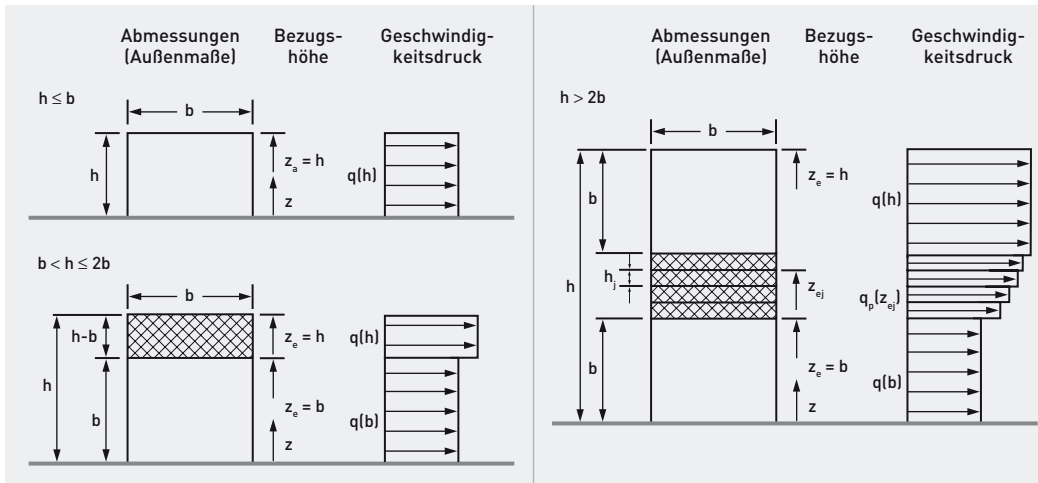 Abmessungen
(Außenmaße)
Bezugs-
höhe
Geschwindig-
keitsdruck
h ≤ b
b
h
z_a = h
z
q(h)
b < h ≤ 2b
b
h-b
h
b
z_e = h
z_e = b
z
q(h)
q(b)
Abmessungen
(Außenmaße)
Bezugs-
höhe
Geschwindig-
keitsdruck
h > 2b
b
b
h
h_j
b
z_e = h
z_ej
z_e = b
z
q(h)
q_p(z_ej)
q(b)